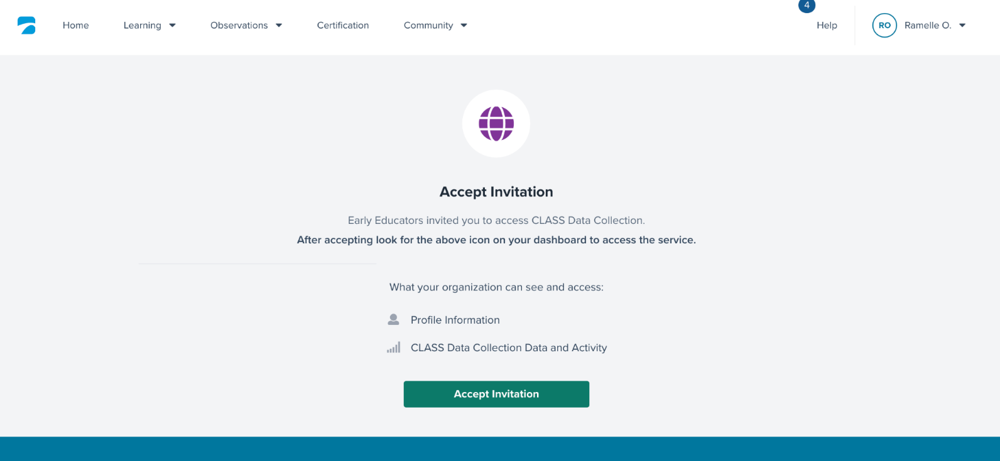 Home
Learning
Observations
Certification
Community
4
Help
RO
Ramelle O.
Accept Invitation
Early Educators invited you to access CLASS Data Collection.
After accepting look for the above icon on your dashboard to access the service.
What your organization can see and access:
Profile Information
CLASS Data Collection Data and Activity
Accept Invitation